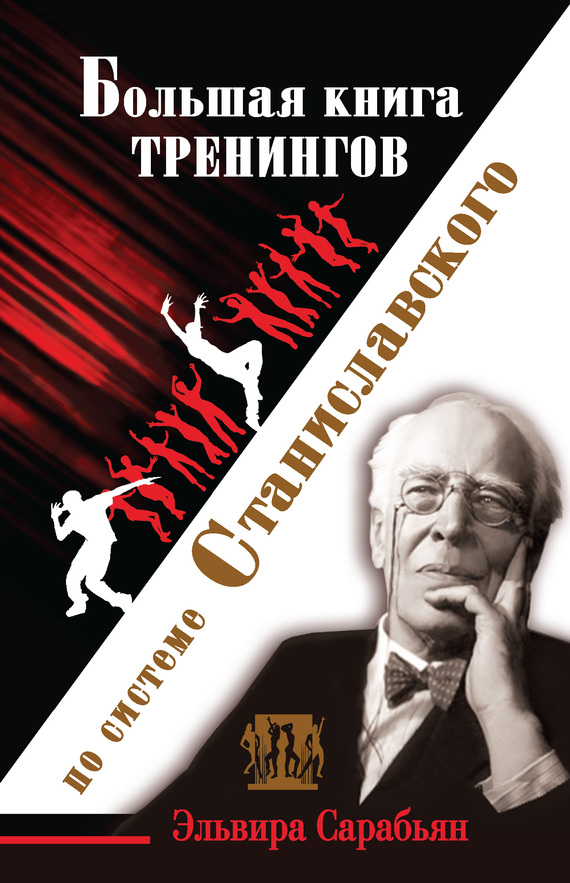 Большая книга
ТРЕНИНГОВ
по системе Станиславского
Эльвира Сарабьян